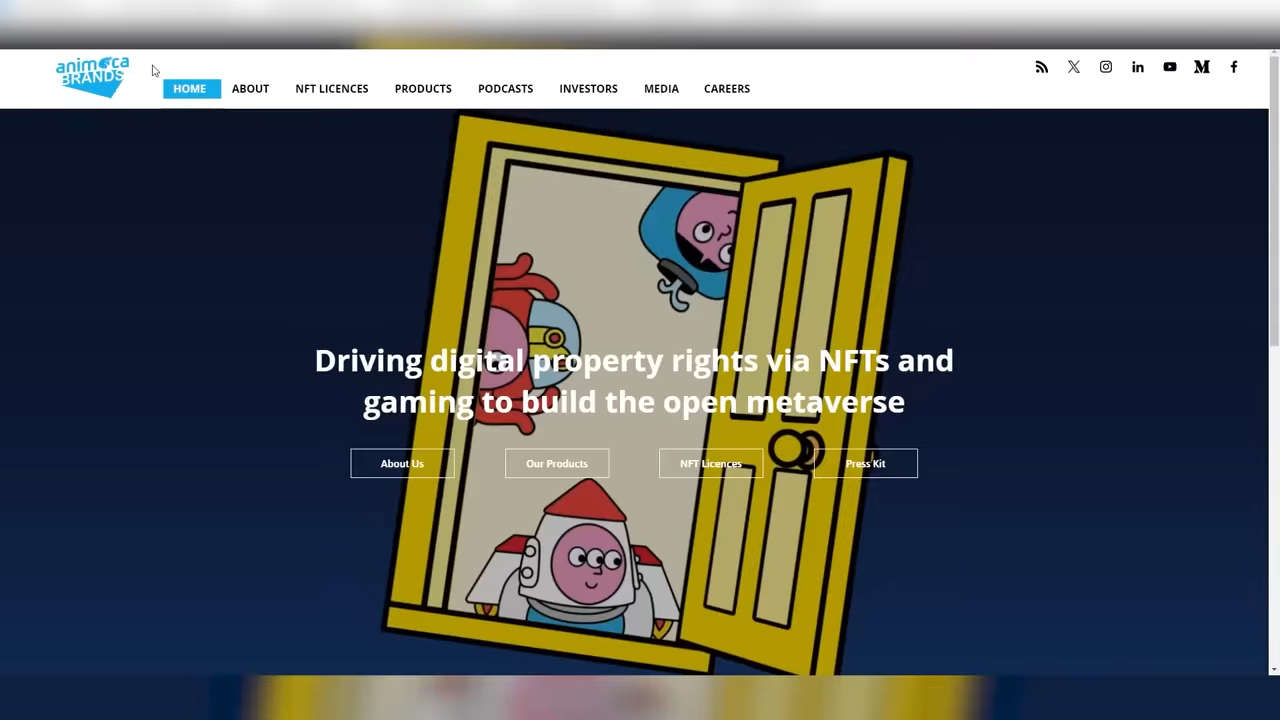 animoca
BRANDS
HOME ABOUT NFT LICENCES PRODUCTS PODCASTS INVESTORS MEDIA CAREERS
Driving digital property rights via NFTs and
gaming to build the open metaverse
About Us Our Products NFT Licences Press Kit